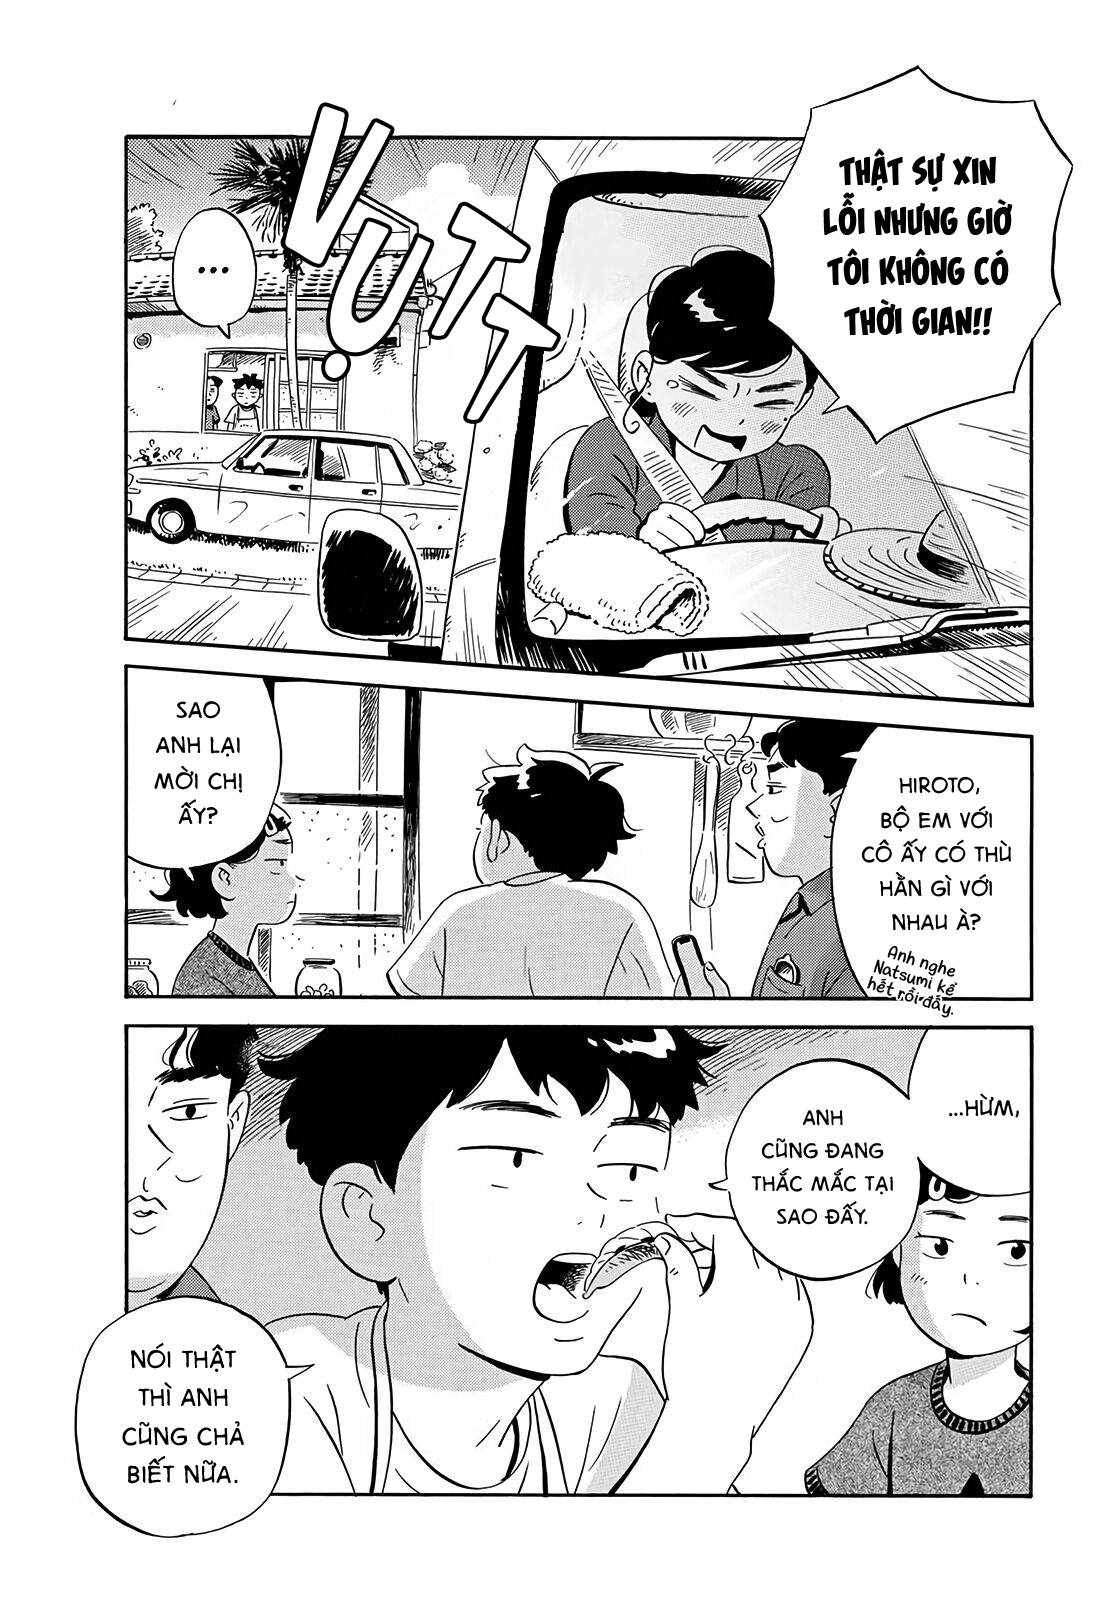 THẬT SỰ XIN
LỖI NHƯNG GIỜ
TÔI KHÔNG CÓ
THỜI GIAN!!
VỤTT
...
HIROTO,
BỘ EM VỚI
CÔ ẤY CÓ THÙ
HẰN GÌ VỚI
NHAU À?
Anh nghe
Natsumi kể
hết rồi đấy.
SAO
ANH LẠI
MỜI CHỊ
ẤY?
...HỪM,
ANH
CŨNG ĐANG
THẮC MẮC TẠI
SAO ĐẤY.
NÓI THẬT
THÌ ANH
CŨNG CHẢ
BIẾT NỮA.